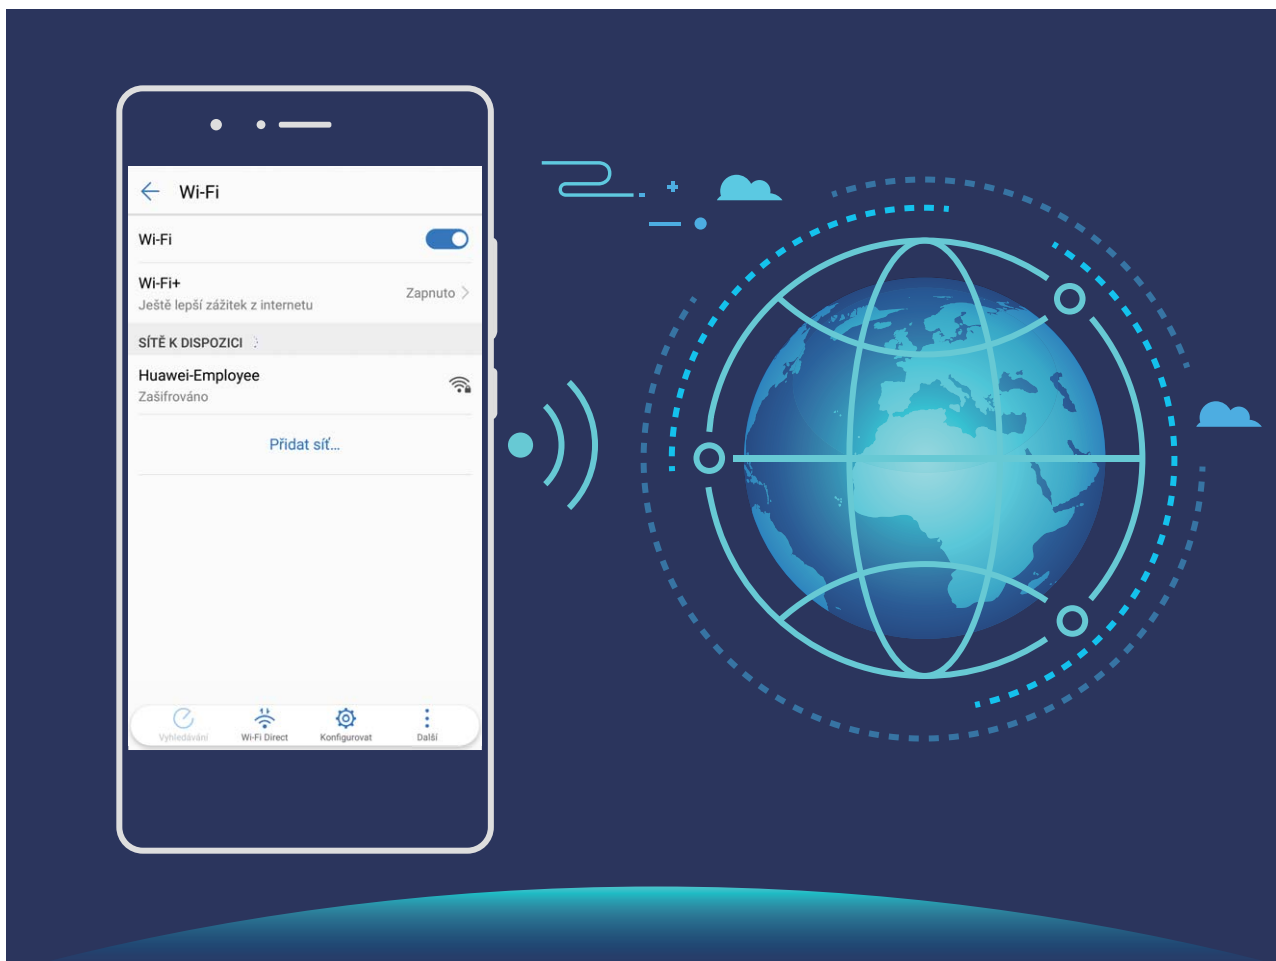 Wi-Fi
Wi-Fi
Wi-Fi+
Ještě lepší zážitek z internetu
Zapnuto
SÍTĚ K DISPOZICI
Huawei-Employee
Zašifrováno
Přidat síť...
Vyhledávání
Wi-Fi Direct
Konfigurovat
Další